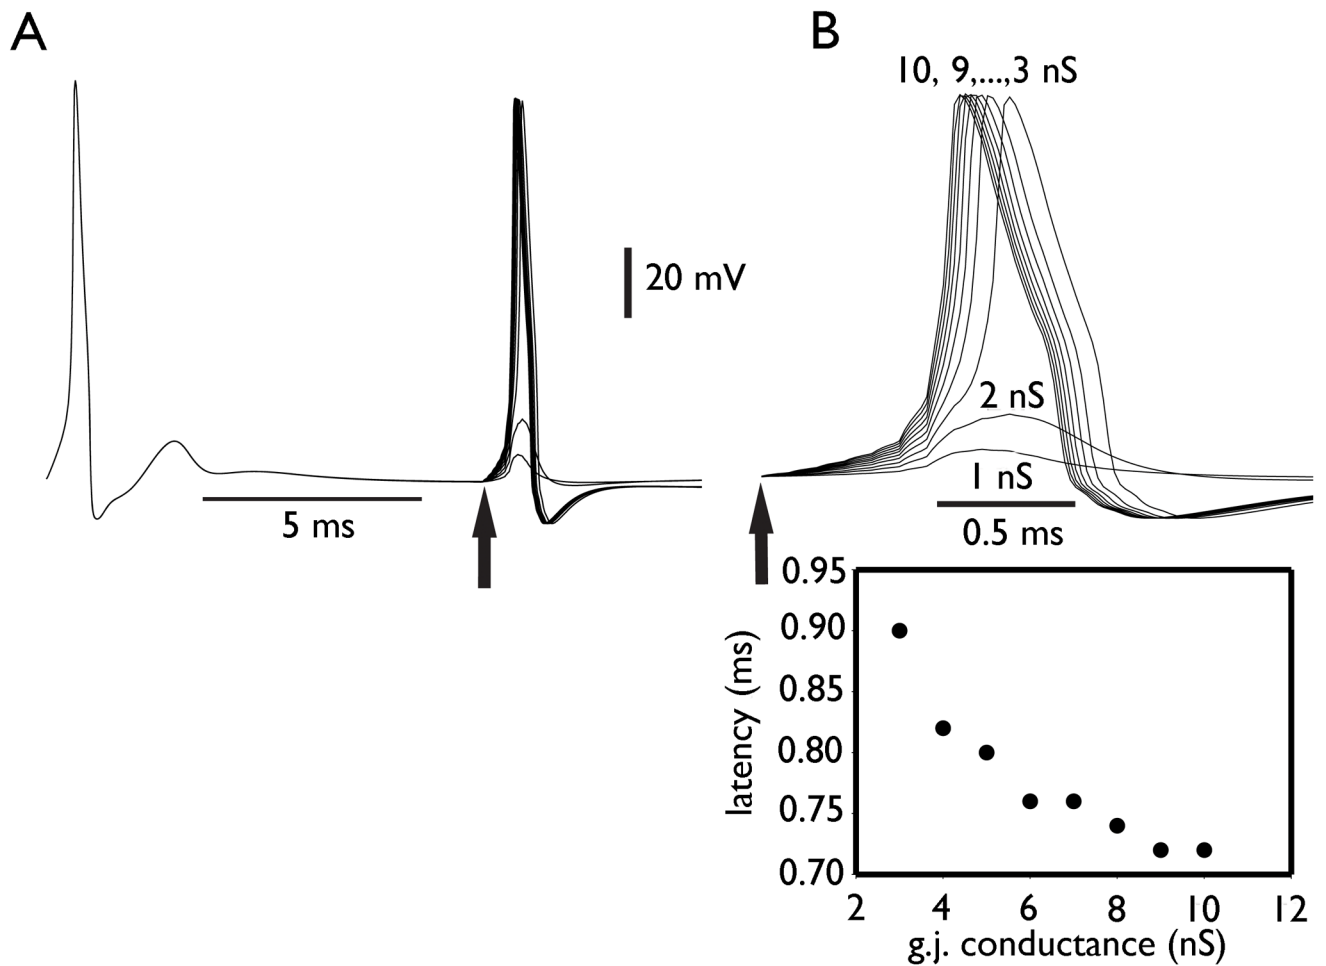 A
B
10, 9,...,3 nS
20 mV
2 nS
1 nS
5 ms
0.5 ms
0.95
0.90
0.85
0.80
0.75
0.70
latency (ms)
2 4 6 8 10 12
g.j. conductance (nS)